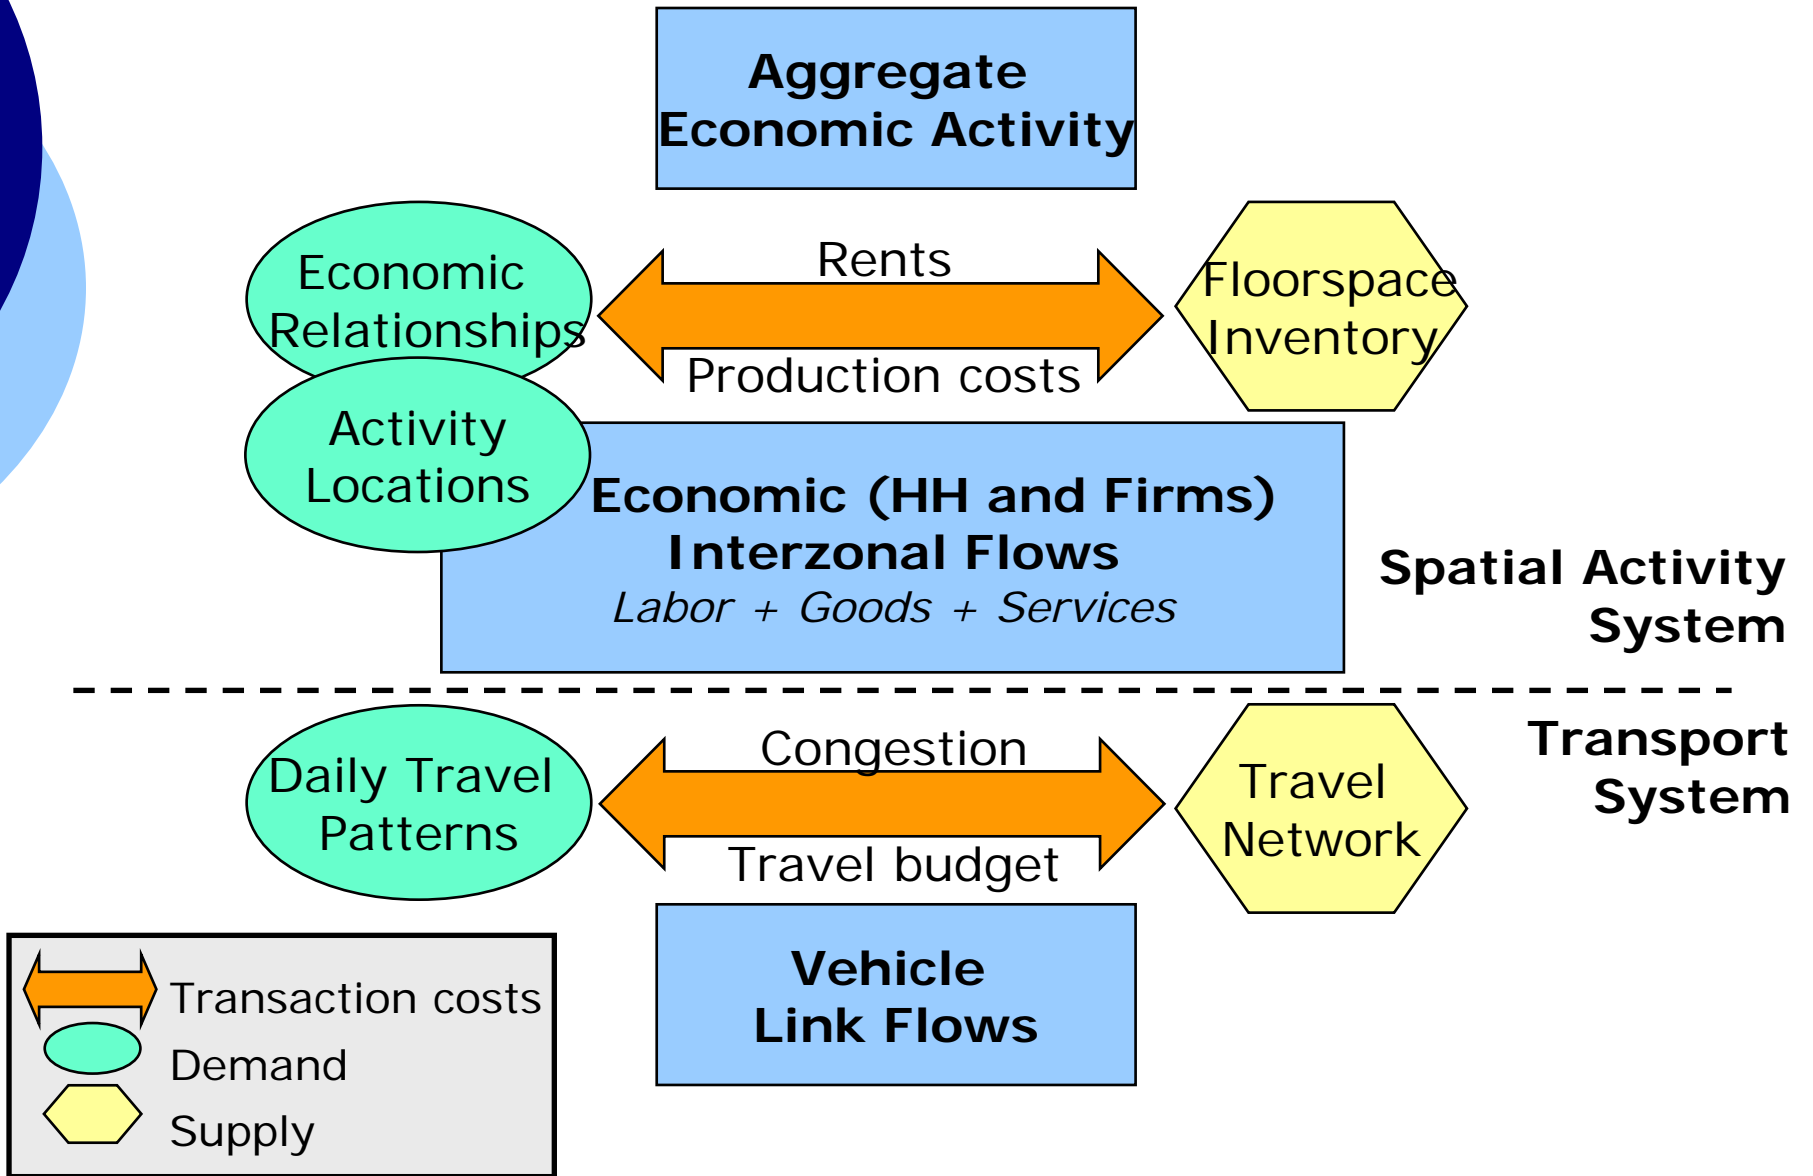 Aggregate
Economic Activity
Economic
Relationships
Rents
Production costs
Floorspace
Inventory
Activity
Locations
Economic (HH and Firms)
Interzonal Flows
Labor + Goods + Services
Spatial Activity
System
Transport
System
Daily Travel
Patterns
Congestion
Travel budget
Travel
Network
Vehicle
Link Flows
Transaction costs
Demand
Supply